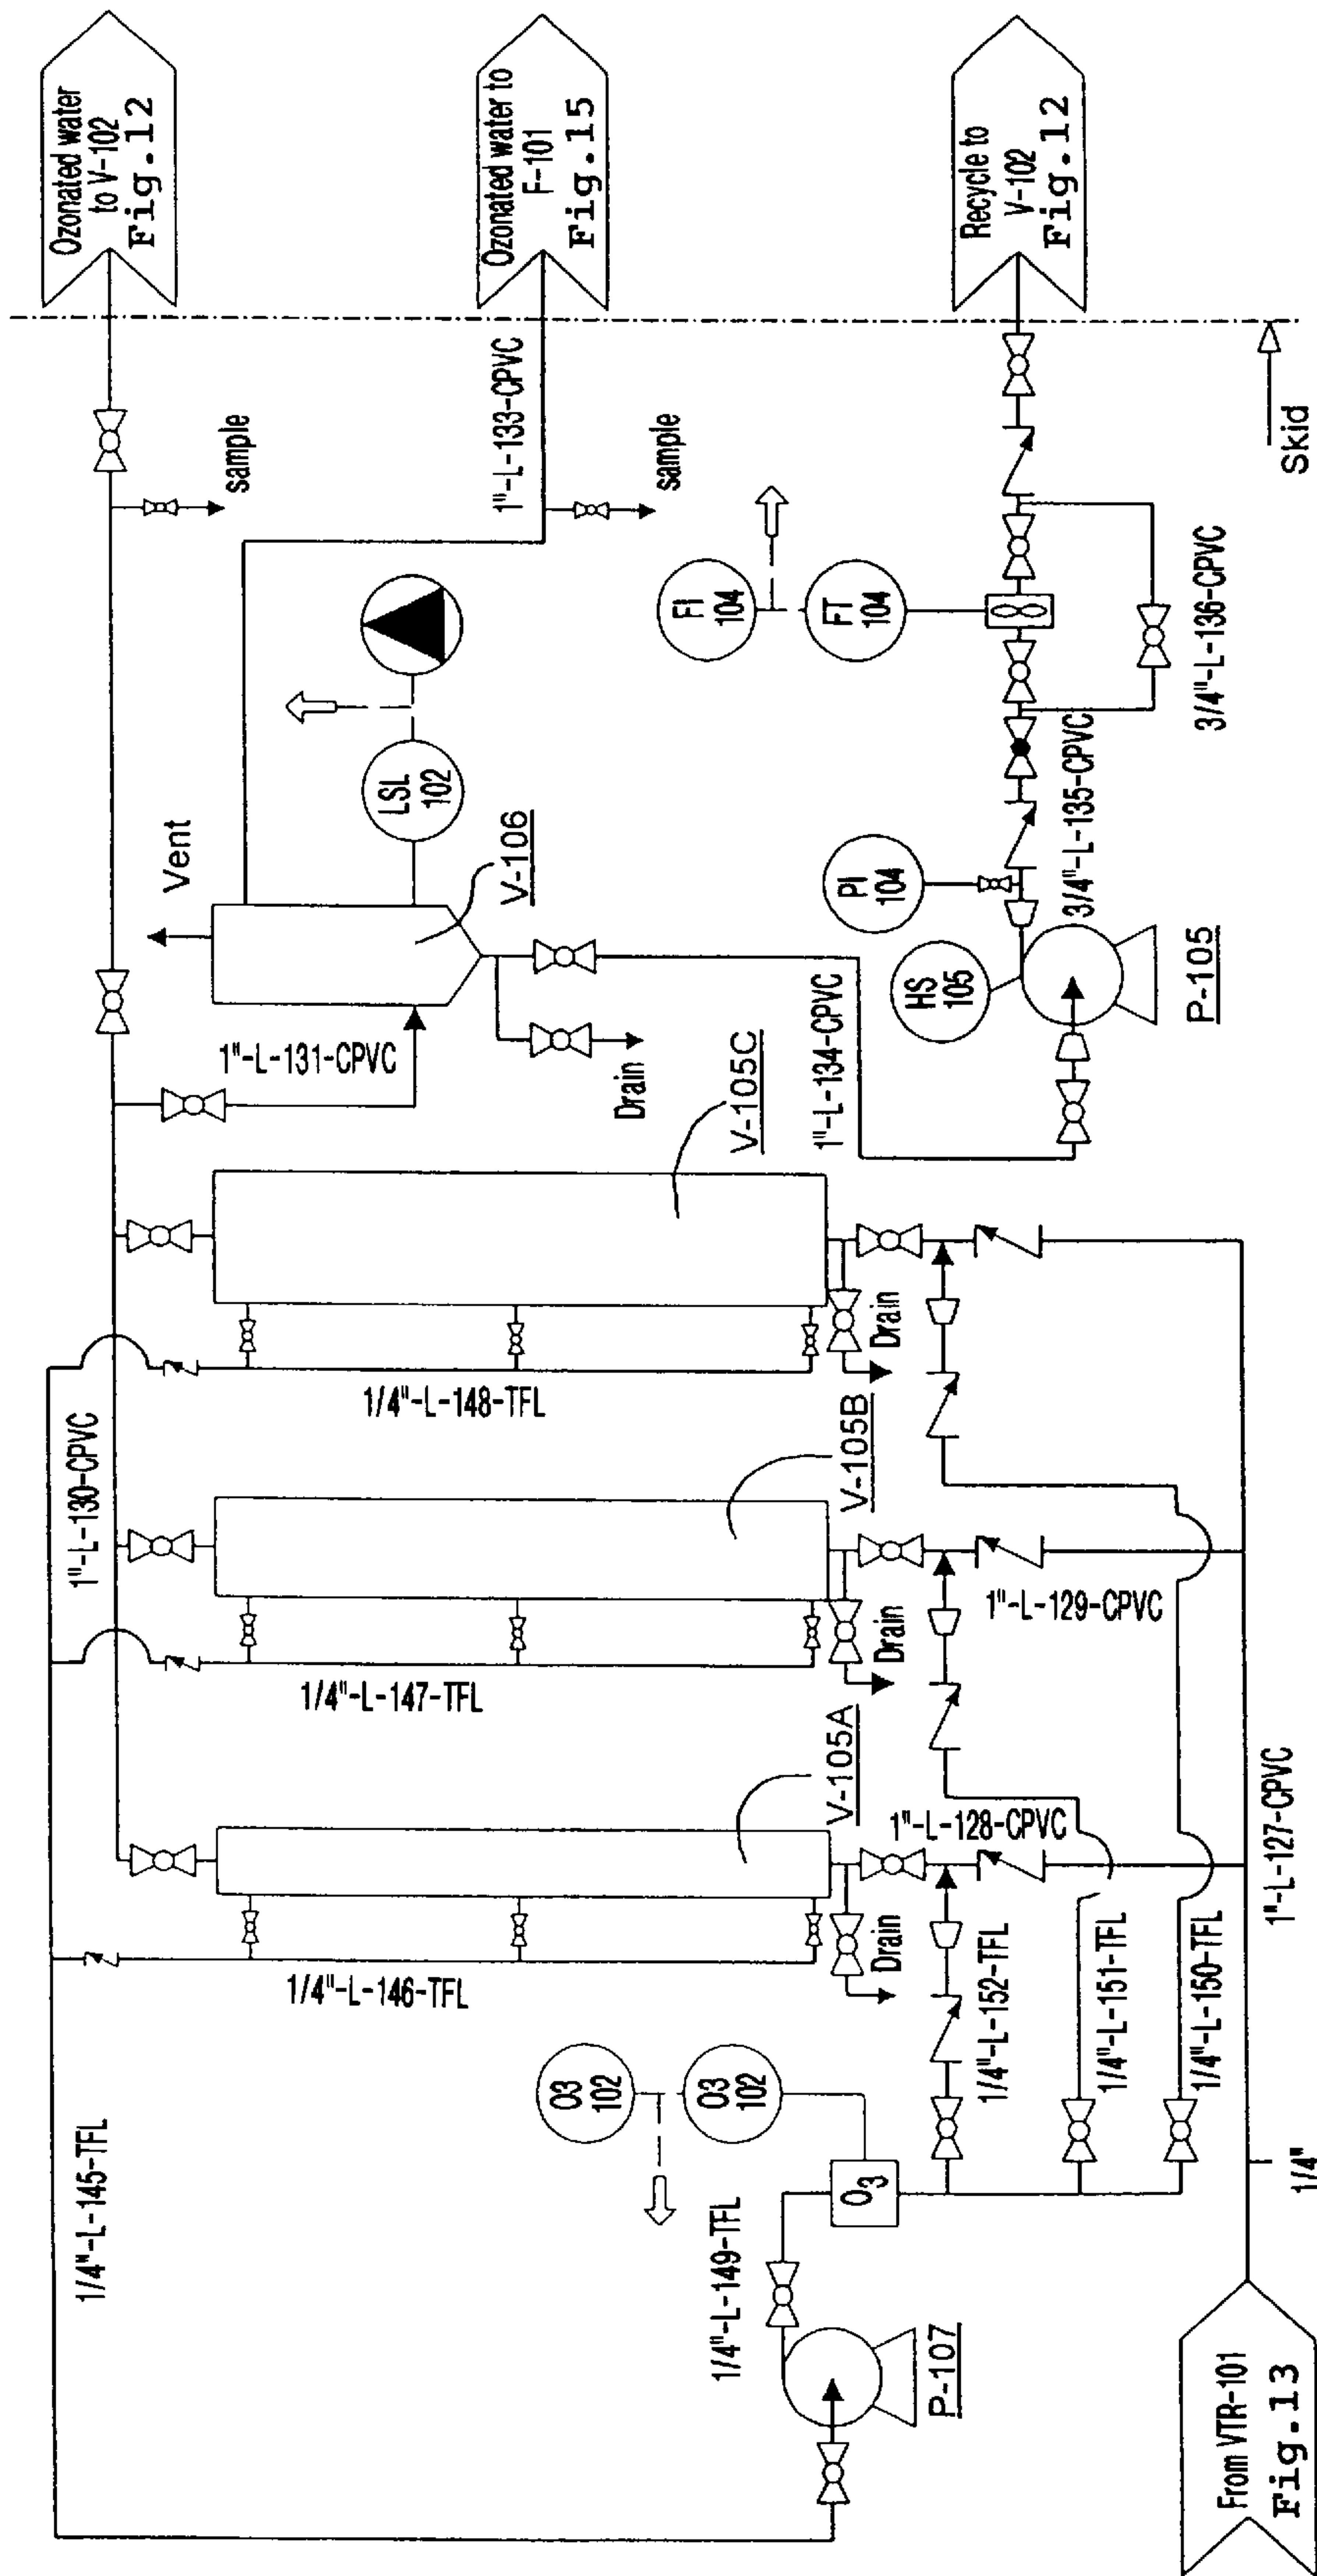 Ozonated water
to V-102
Fig.12
Ozonated water to
F-101
Fig.15
Recycle to
V-102
Fig.12
Skid
sample
1"-L-133-CPVC
sample
Vent
LSL
102
V-106
1"-L-131-CPVC
Drain
FI
104
FT
104
3/4"-L-136-CPVC
PI
104
3/4"-L-135-CPVC
HS
105
P-105
1"-L-134-CPVC
V-105C
Drain
1/4"-L-148-TFL
1"-L-130-CPVC
V-105B
Drain
1"-L-129-CPVC
1/4"-L-147-TFL
V-105A
Drain
1"-L-128-CPVC
1/4"-L-146-TFL
1/4"-L-152-TFL
1/4"-L-151-TFL
1/4"-L-150-TFL
1"-L-127-CPVC
1/4"-L-145-TFL
O3
102
O3
102
O3
1/4"-L-149-TFL
P-107
1/4"
From VTR-101
Fig.13